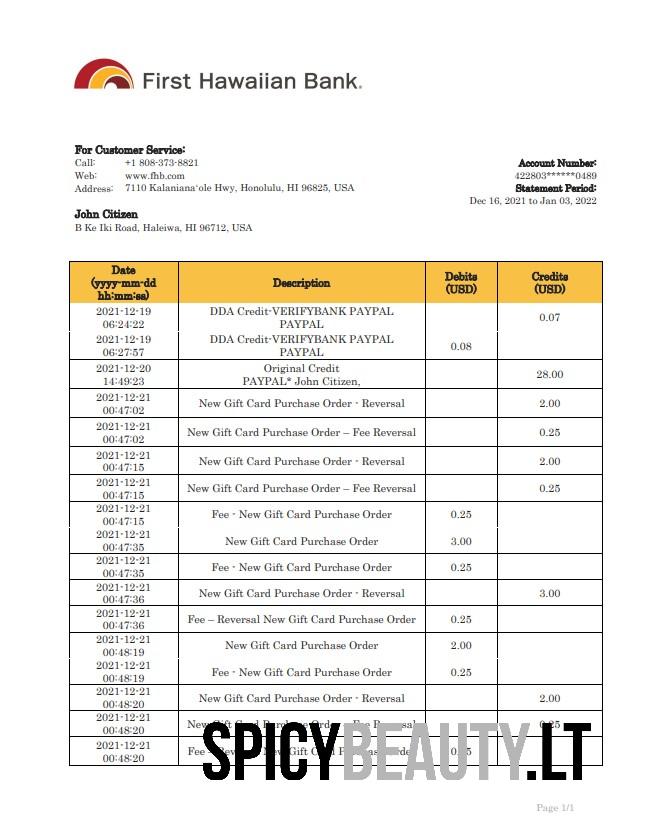 First Hawaiian Bank.
For Customer Service:
Call: +1 808-373-8821
Web: www.fhb.com
Address: 7110 Kalaniana'ole Hwy, Honolulu, HI 96825, USA
Account Number:
422803******0489
Statement Period:
Dec 16, 2021 to Jan 03, 2022
John Citizen
B Ke Iki Road, Haleiwa, HI 96712, USA
Date
(yyyy-mm-dd
hh:mm:ss)
Description
Debits
(USD)
Credits
(USD)
2021-12-19
06:24:22
DDA Credit-VERIFYBANK PAYPAL
PAYPAL
0.07
2021-12-19
06:27:57
DDA Credit-VERIFYBANK PAYPAL
PAYPAL
0.08
2021-12-20
14:49:23
Original Credit
PAYPAL* John Citizen,
28.00
2021-12-21
00:47:02
New Gift Card Purchase Order - Reversal
2.00
2021-12-21
00:47:02
New Gift Card Purchase Order – Fee Reversal
0.25
2021-12-21
00:47:15
New Gift Card Purchase Order - Reversal
2.00
2021-12-21
00:47:15
New Gift Card Purchase Order – Fee Reversal
0.25
2021-12-21
00:47:15
Fee - New Gift Card Purchase Order
0.25
2021-12-21
00:47:35
New Gift Card Purchase Order
3.00
2021-12-21
00:47:35
Fee - New Gift Card Purchase Order
0.25
2021-12-21
00:47:36
New Gift Card Purchase Order - Reversal
3.00
2021-12-21
00:47:36
Fee – Reversal New Gift Card Purchase Order
0.25
2021-12-21
00:48:19
New Gift Card Purchase Order
2.00
2021-12-21
00:48:19
Fee - New Gift Card Purchase Order
0.25
2021-12-21
00:48:20
New Gift Card Purchase Order - Reversal
2.00
2021-12-21
00:48:20
New Gift Card Purchase Order – Fee Reversal
0.25
2021-12-21
00:48:20
Fee – Reversal New Gift Card Purchase Order
SPICYBEAUTY.LT
Page 1/1